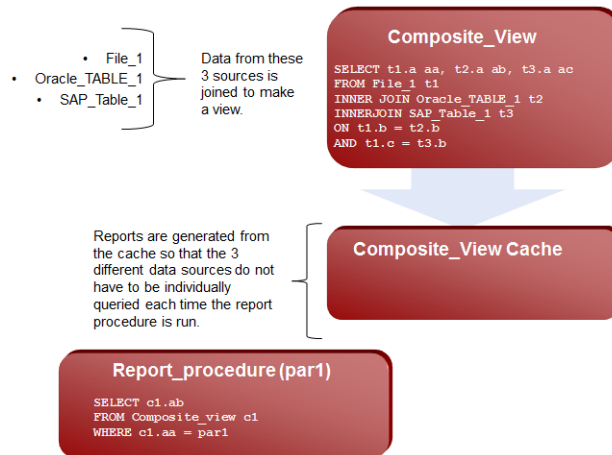 • File_1
• Oracle_TABLE_1
• SAP_Table_1
Data from these
3 sources is
joined to make
a view.
Composite_View
SELECT t1.a aa, t2.a ab, t3.a ac
FROM File_1 t1
INNER JOIN Oracle_TABLE_1 t2
INNERJOIN SAP_Table_1 t3
ON t1.b = t2.b
AND t1.c = t3.b
Reports are generated from
the cache so that the 3
different data sources do not
have to be individually
queried each time the report
procedure is run.
Composite_View Cache
Report_procedure (par1)
SELECT c1.ab
FROM Composite_view c1
WHERE c1.aa = par1